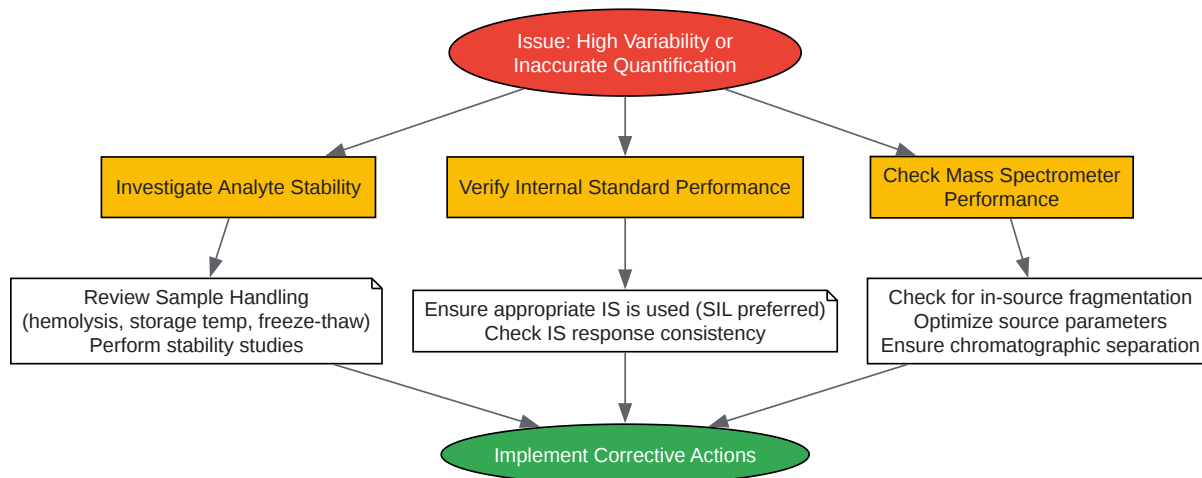 Issue: High Variability or
Inaccurate Quantification
Investigate Analyte Stability
Verify Internal Standard Performance
Check Mass Spectrometer
Performance
Review Sample Handling
(hemolysis, storage temp, freeze-thaw)
Perform stability studies
Ensure appropriate IS is used (SIL preferred)
Check IS response consistency
Check for in-source fragmentation
Optimize source parameters
Ensure chromatographic separation
Implement Corrective Actions